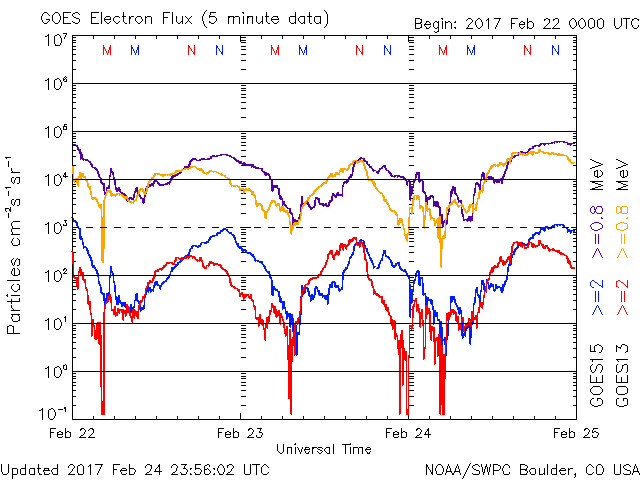 GOES Electron Flux (5 minute data)
Begin: 2017 Feb 22 0000 UTC
M M N N M M N N M M N N
10⁷
10⁶
10⁵
10⁴
10³
10²
10¹
10⁰
10⁻¹
Particles cm⁻²s⁻¹sr⁻¹
Feb 22 Feb 23 Feb 24 Feb 25
Universal Time
GOES15 >=2 >=0.8 MeV
GOES13 >=2 >=0.8 MeV
Updated 2017 Feb 24 23:56:02 UTC
NOAA/SWPC Boulder, CO USA